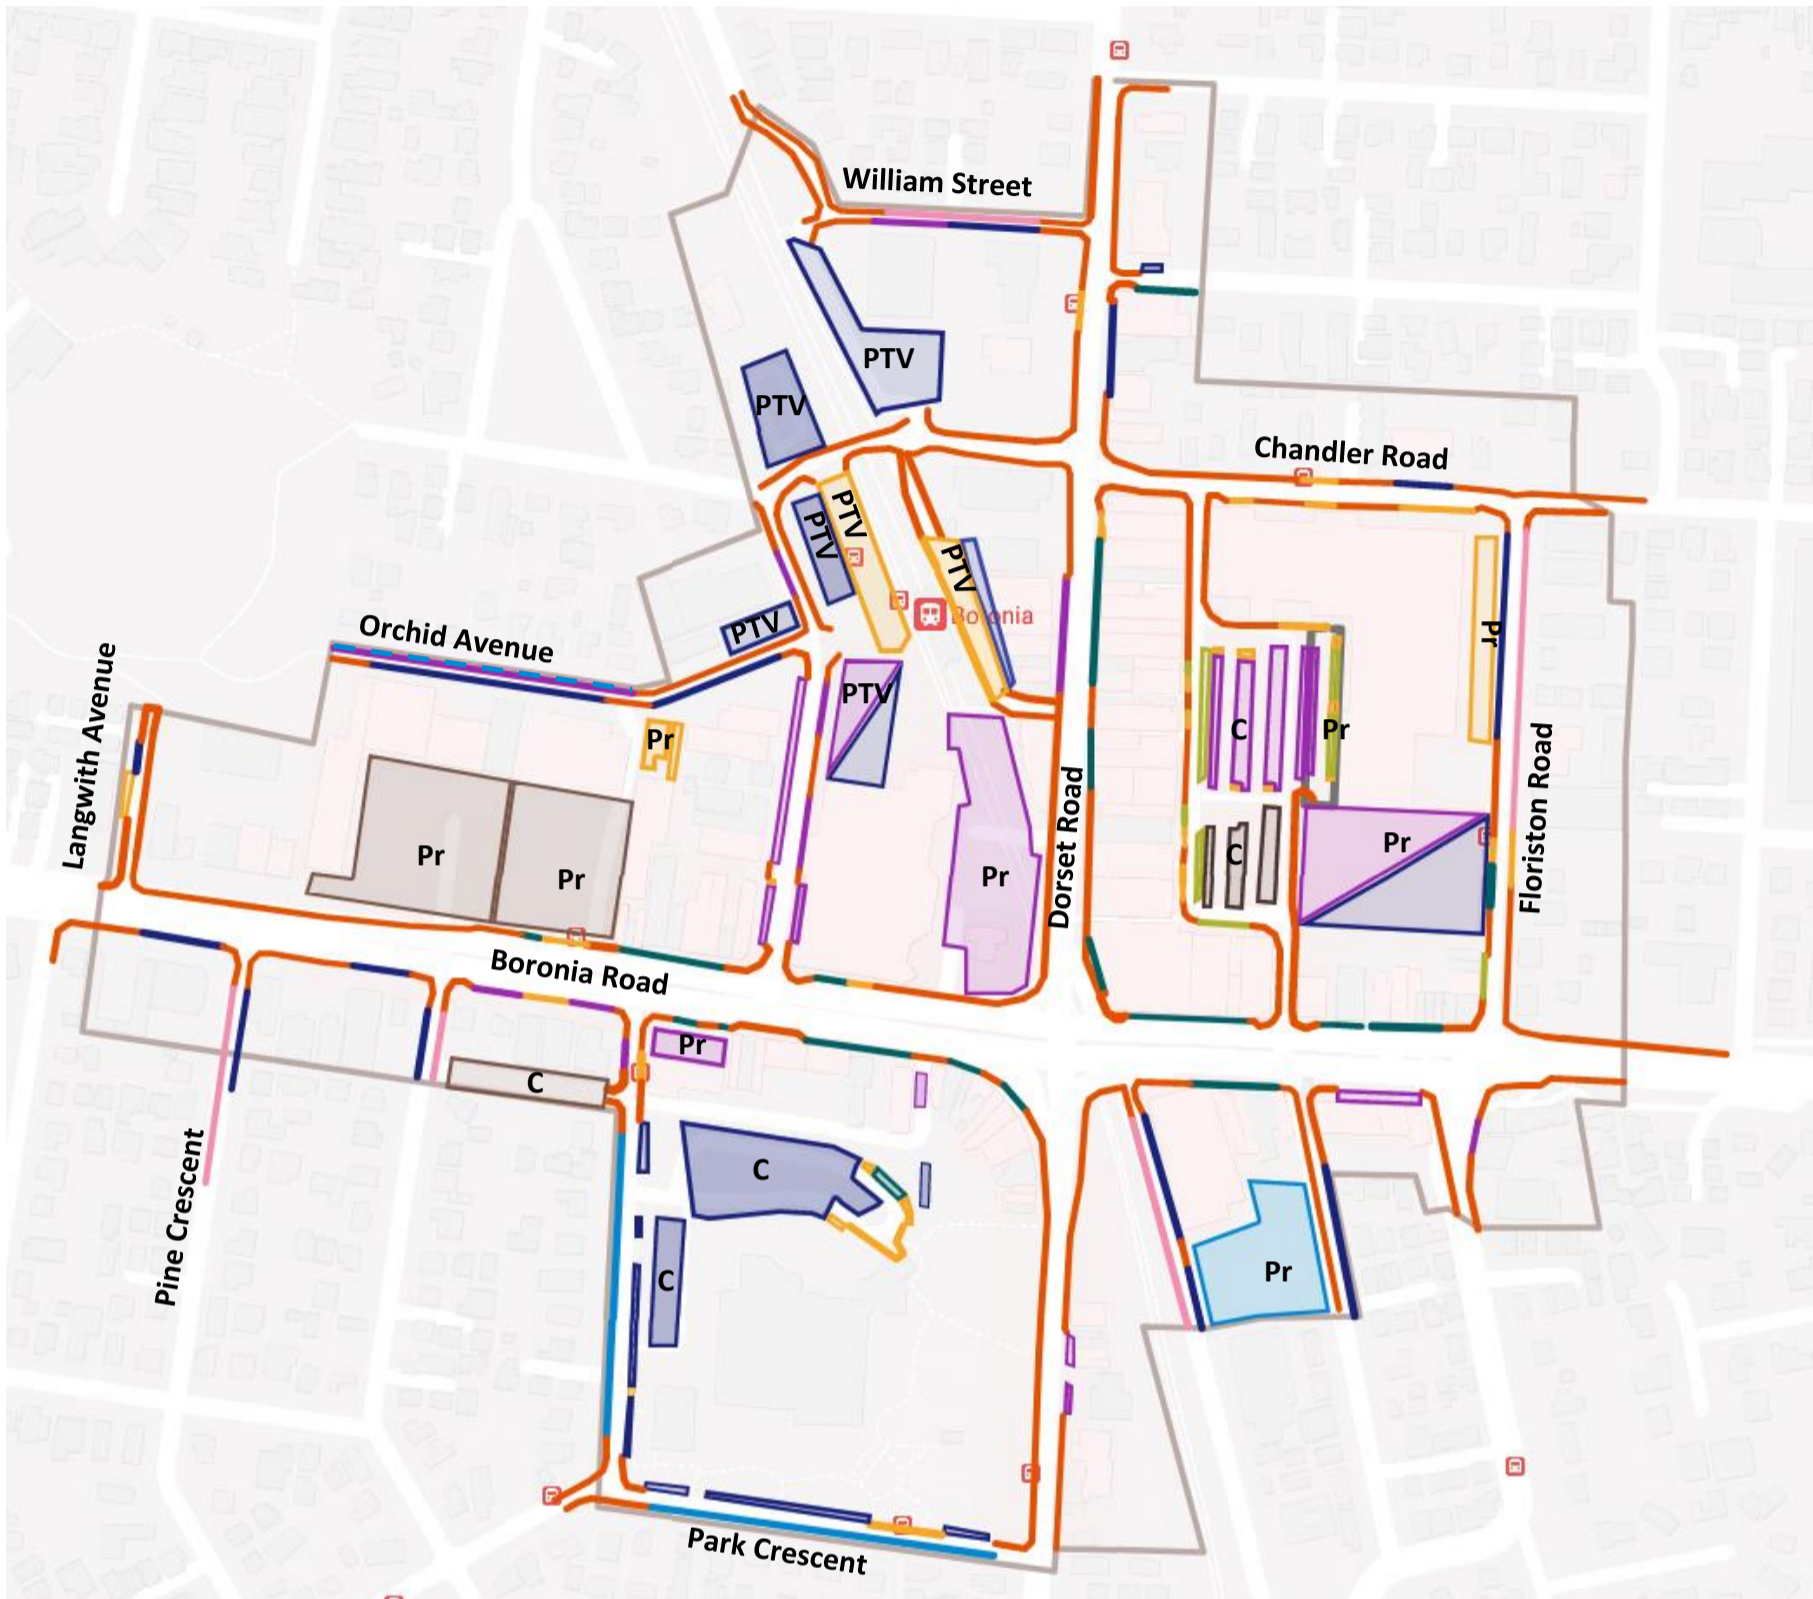 William Street
PTV
PTV
Chandler Road
PTV
PTV
PTV
Boronia
PTV
Orchid Avenue
Pr
Langwith Avenue
PTV
Pr
C
Pr
Floriston Road
Pr
Pr
Pr
Dorset Road
C
Pr
Boronia Road
Pr
C
Pine Crescent
C
C
Pr
Park Crescent